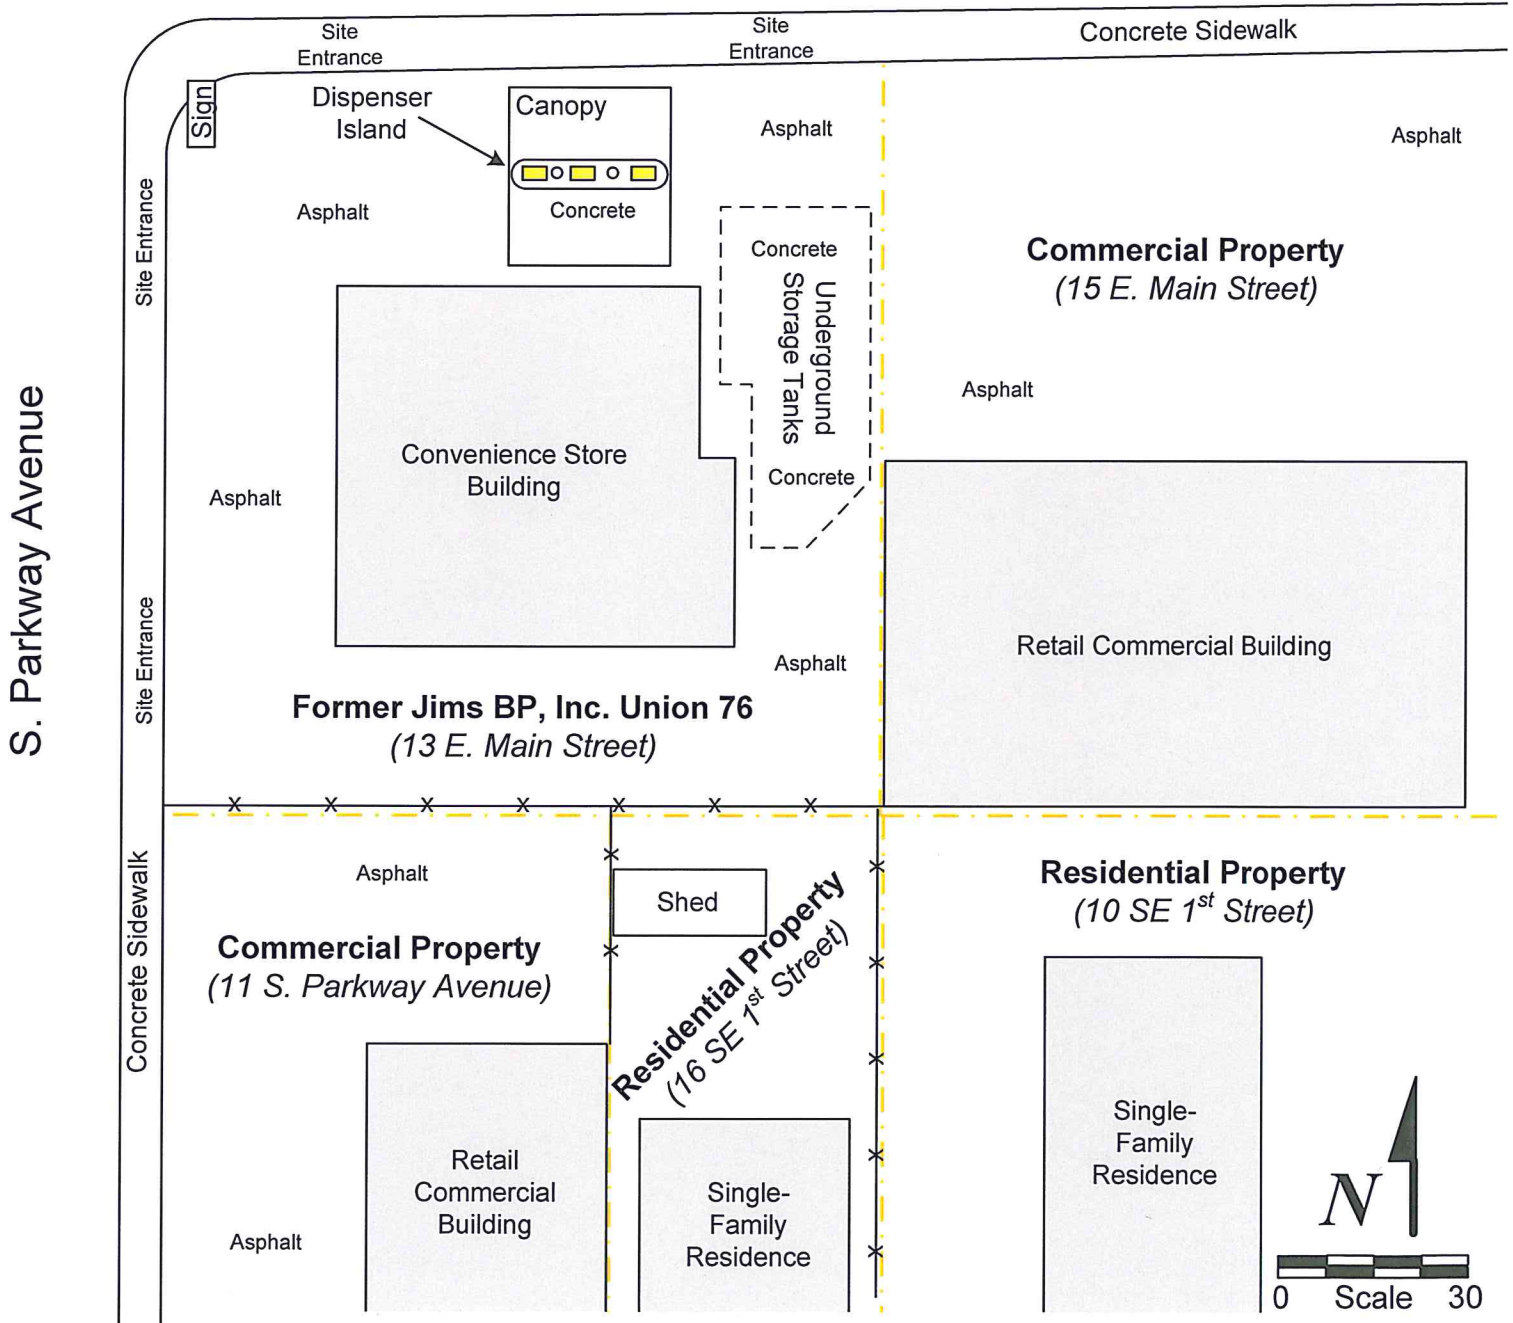 Site
Entrance
Site
Entrance
Concrete Sidewalk
Sign
Dispenser
Island
Canopy
Asphalt
Asphalt
Site Entrance
Asphalt
Concrete
Concrete
Underground
Storage Tanks
Commercial Property
(15 E. Main Street)
Asphalt
S. Parkway Avenue
Convenience Store
Building
Concrete
Asphalt
Site Entrance
Asphalt
Retail Commercial Building
Former Jims BP, Inc. Union 76
(13 E. Main Street)
Concrete Sidewalk
Asphalt
Shed
Residential Property
(16 SE 1st Street)
Residential Property
(10 SE 1st Street)
Commercial Property
(11 S. Parkway Avenue)
Retail
Commercial
Building
Asphalt
Single-
Family
Residence
Single-
Family
Residence
N
0 Scale 30